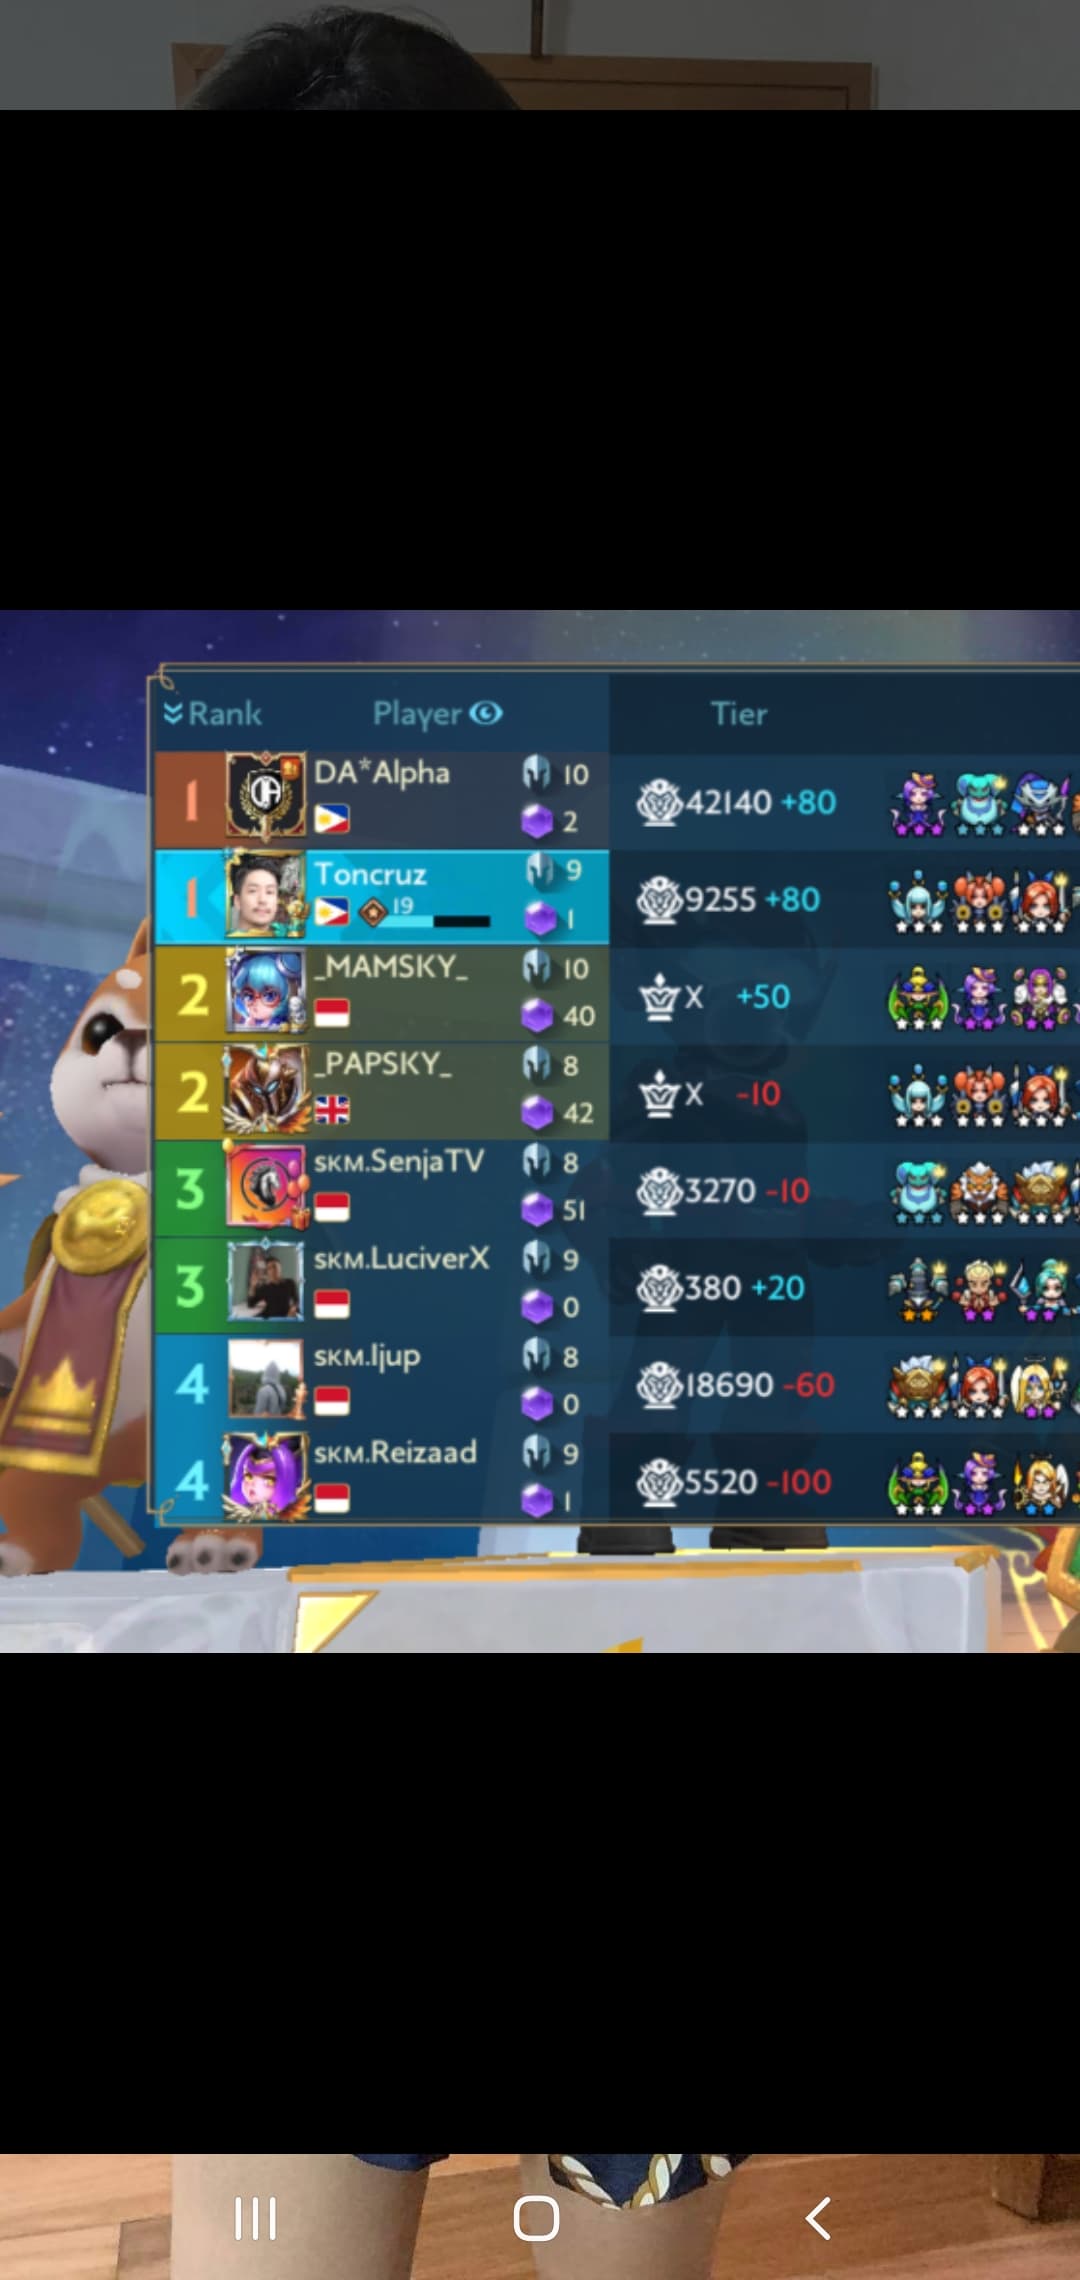 Rank Player Tier
1 DA*Alpha 10 42140 +80
2
1 Toncruz 9 9255 +80
19 1
2 _MAMSKY_ 10 X +50
40
2 _PAPSKY_ 8 X -10
42
3 SKM.SenjaTV 8 3270 -10
51
3 SKM.LuciverX 9 380 +20
0
4 SKM.Ijup 8 18690 -60
0
4 SKM.Reizaad 9 5520 -100
1